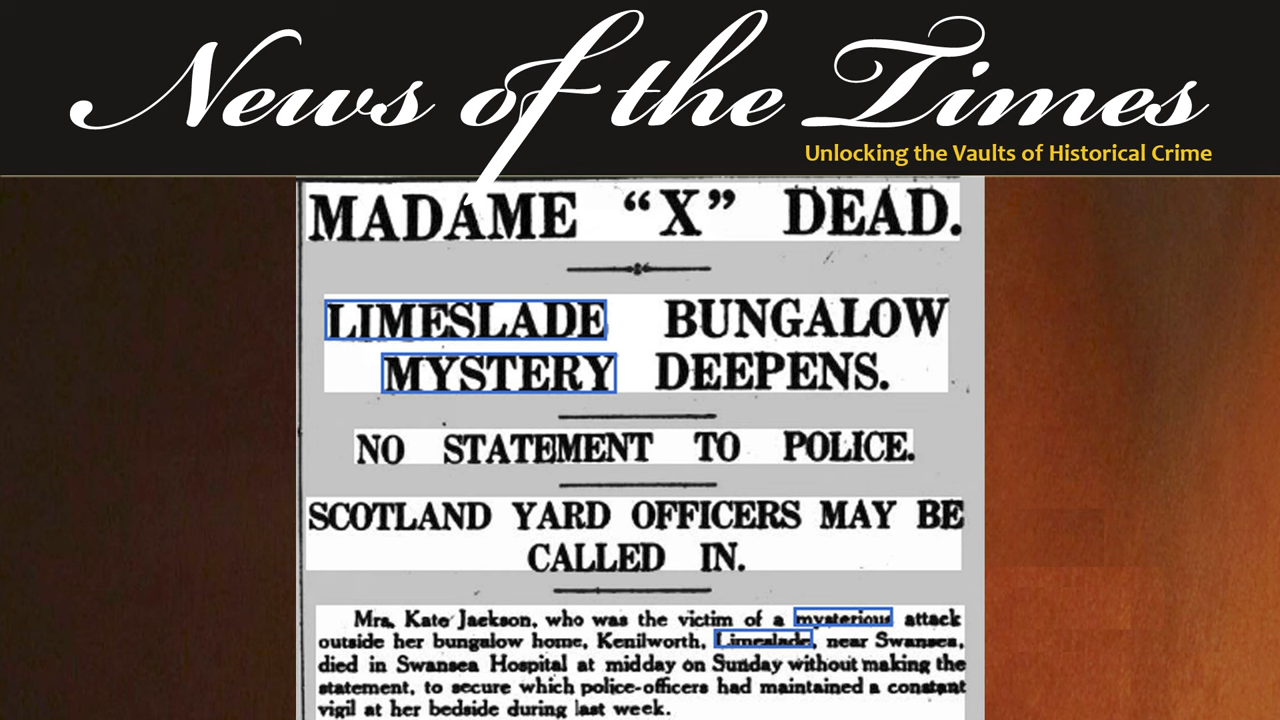 News of the Times
Unlocking the Vaults of Historical Crime
MADAME “X” DEAD.
LIMESLADE BUNGALOW
MYSTERY DEEPENS.
NO STATEMENT TO POLICE.
SCOTLAND YARD OFFICERS MAY BE
CALLED IN.
Mrs. Kate Jackson, who was the victim of a mysterious attack
outside her bungalow home, Kenilworth, Limeslade, near Swansea,
died in Swansea Hospital at midday on Sunday without making the
statement, to secure which police-officers had maintained a constant
vigil at her bedside during last week.